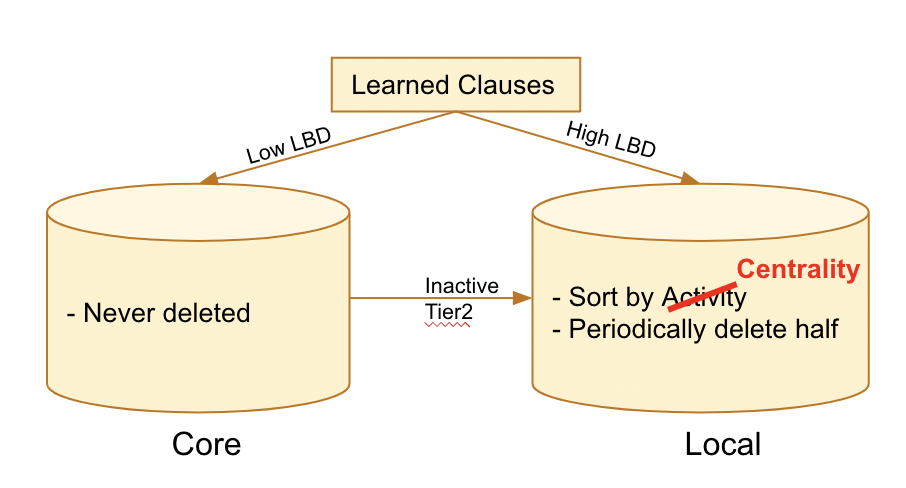 Learned Clauses
Low LBD
High LBD
Centrality
- Never deleted
Inactive
Tier2
- Sort by Activity
- Periodically delete half
Core
Local